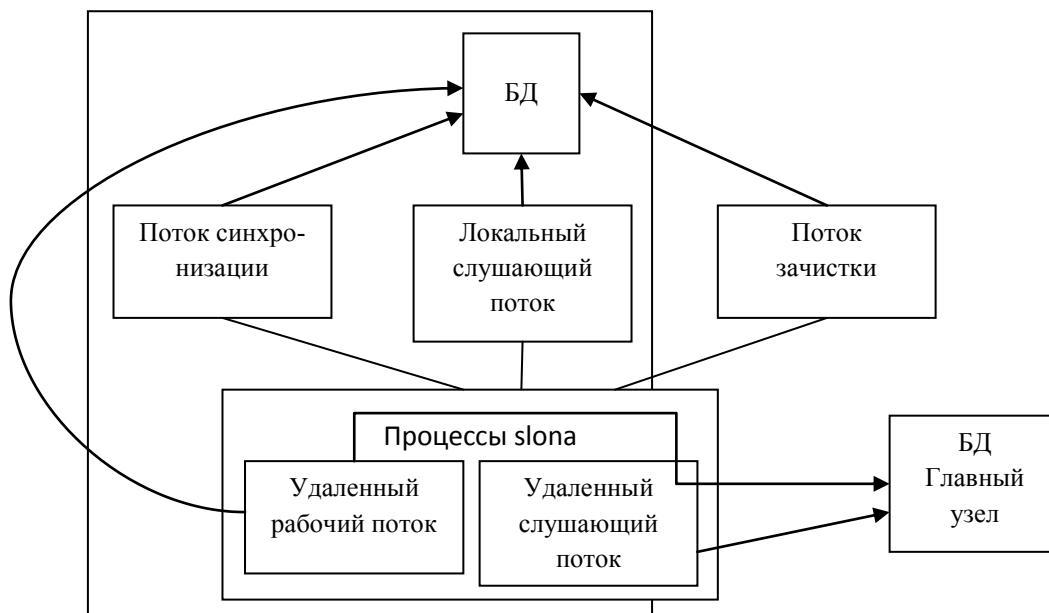 БД
Поток синхро-
низации
Локальный
слушающий
поток
Поток
зачистки
Процессы slона
Удаленный
рабочий поток
Удаленный
слушающий
поток
БД
Главный
узел